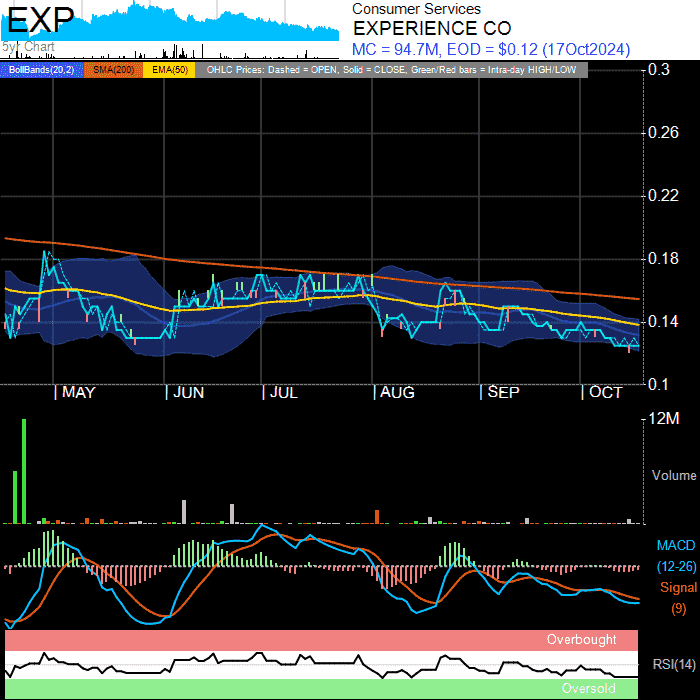 EXP
5yr Chart
Consumer Services
EXPERIENCE CO
MC = 94.7M, EOD = $0.12 (17Oct2024)
BollBands(20,2) SMA(200) EMA(50) OHLC Prices: Dashed = OPEN, Solid = CLOSE, Green/Red bars = Intra-day HIGH/LOW
0.3
0.26
0.22
0.18
0.14
0.1
MAY JUN JUL AUG SEP OCT
12M
Volume
MACD
(12-26)
Signal
(9)
Overbought
RSI(14)
Oversold